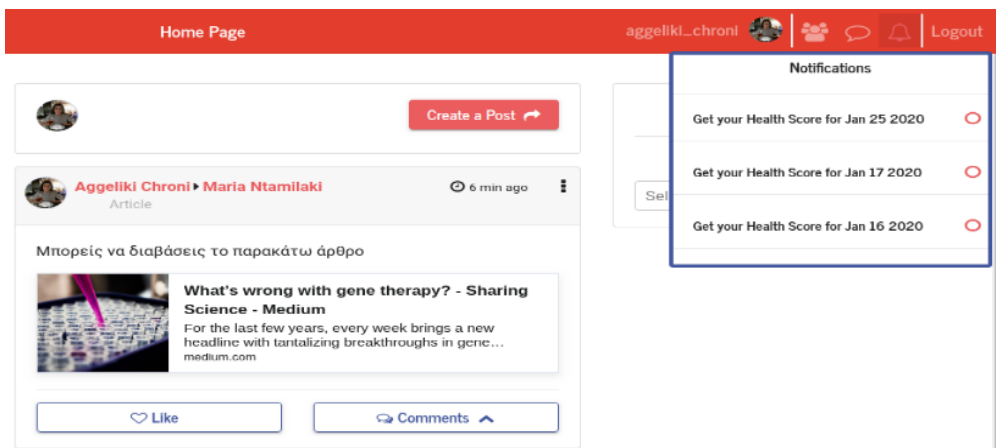 Home Page
aggeliki_chroni
Logout
Notifications
Get your Health Score for Jan 25 2020
Get your Health Score for Jan 17 2020
Get your Health Score for Jan 16 2020
Create a Post
Aggeliki Chroni Maria Ntamilaki
6 min ago
Article
Sel
Μπορείς να διαβάσεις το παρακάτω άρθρο
What's wrong with gene therapy? - Sharing
Science - Medium
For the last few years, every week brings a new
headline with tantalizing breakthroughs in gene...
medium.com
Like
Comments